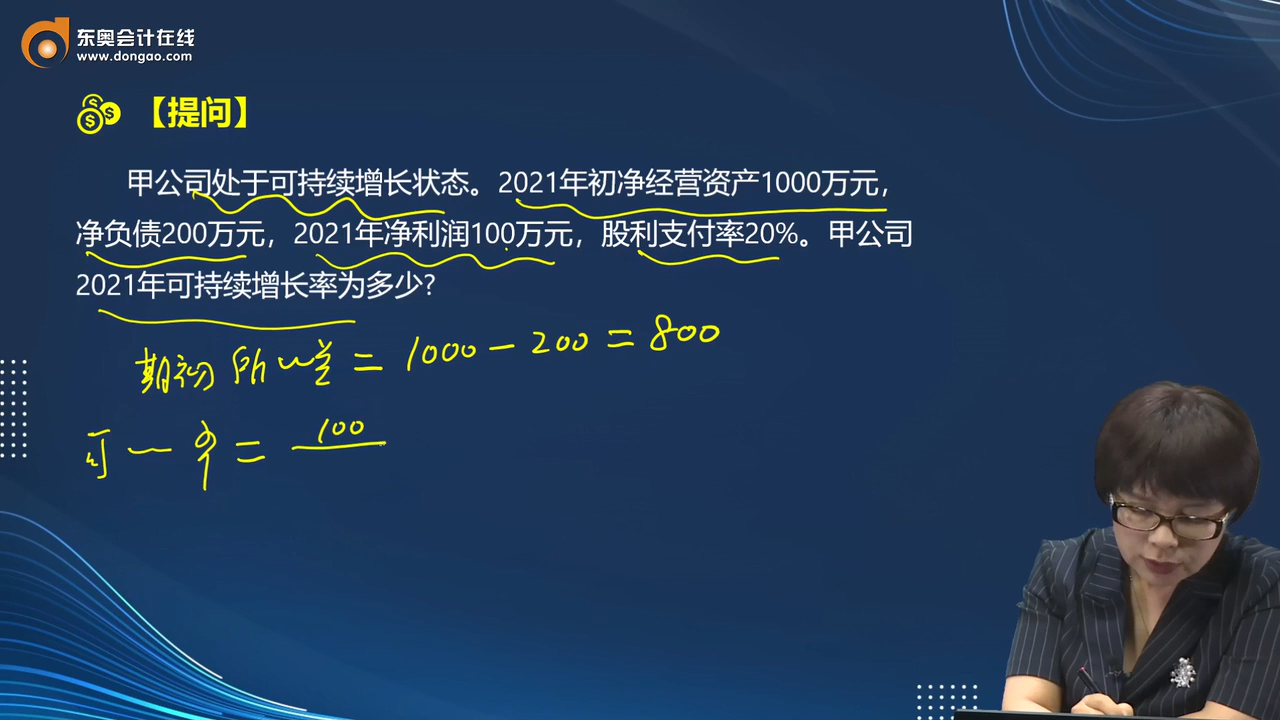 东奥会计在线
www.dongao.com
【提问】
甲公司处于可持续增长状态。2021年初净经营资产1000万元，
净负债200万元，2021年净利润100万元，股利支付率20%。甲公司
2021年可持续增长率为多少?
期初所 = 1000 - 200 = 800
可一率 = 100